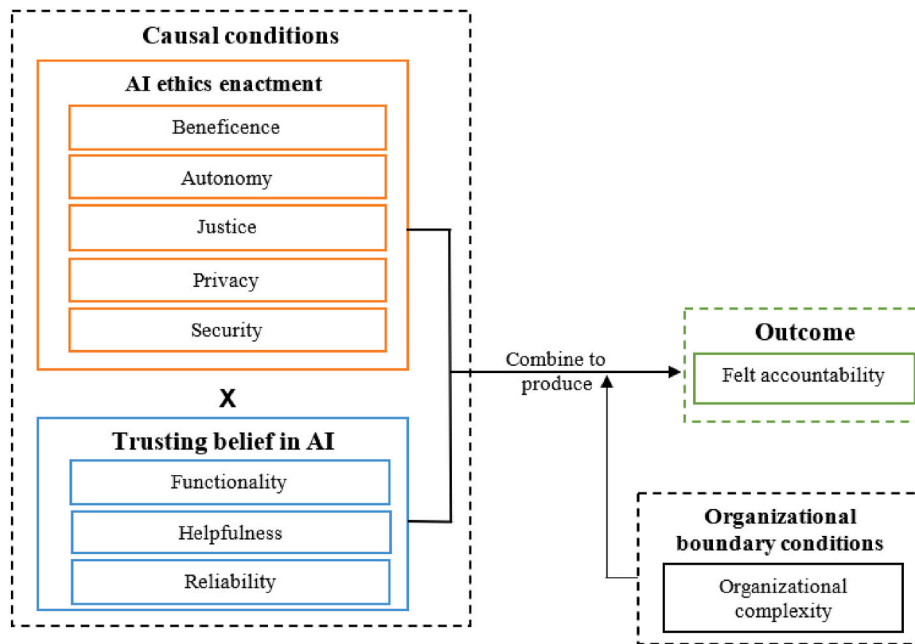 Causal conditions
AI ethics enactment
Beneficence
Autonomy
Justice
Privacy
Security
X
Trusting belief in AI
Functionality
Helpfulness
Reliability
Combine to
produce
Outcome
Felt accountability
Organizational
boundary conditions
Organizational
complexity